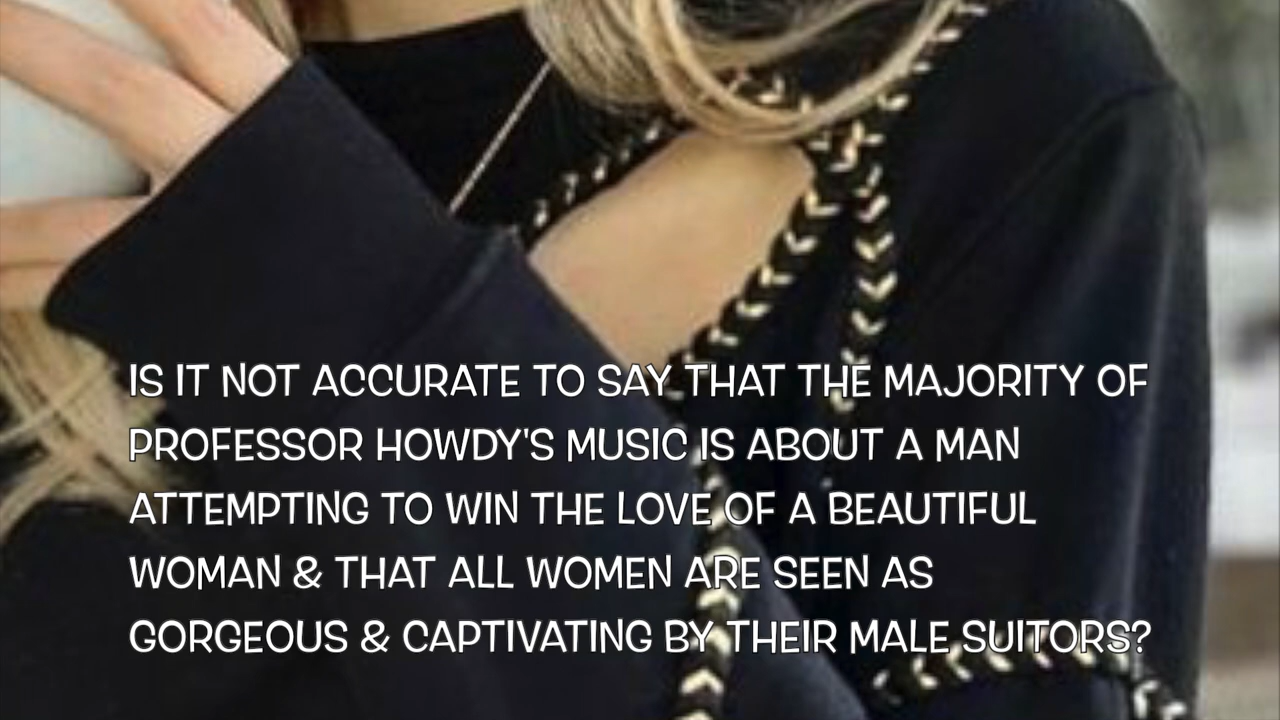 IS IT NOT ACCURATE TO SAY THAT THE MAJORITY OF
PROFESSOR HOWDY'S MUSIC IS ABOUT A MAN
ATTEMPTING TO WIN THE LOVE OF A BEAUTIFUL
WOMAN & THAT ALL WOMEN ARE SEEN AS
GORGEOUS & CAPTIVATING BY THEIR MALE SUITORS?